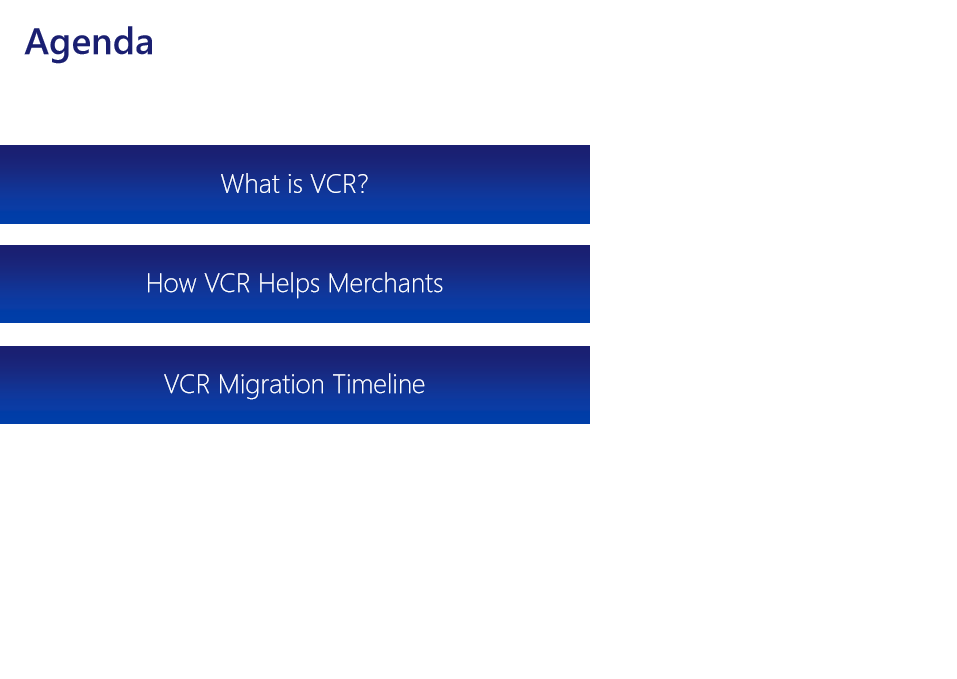 Agenda
What is VCR?
How VCR Helps Merchants
VCR Migration Timeline